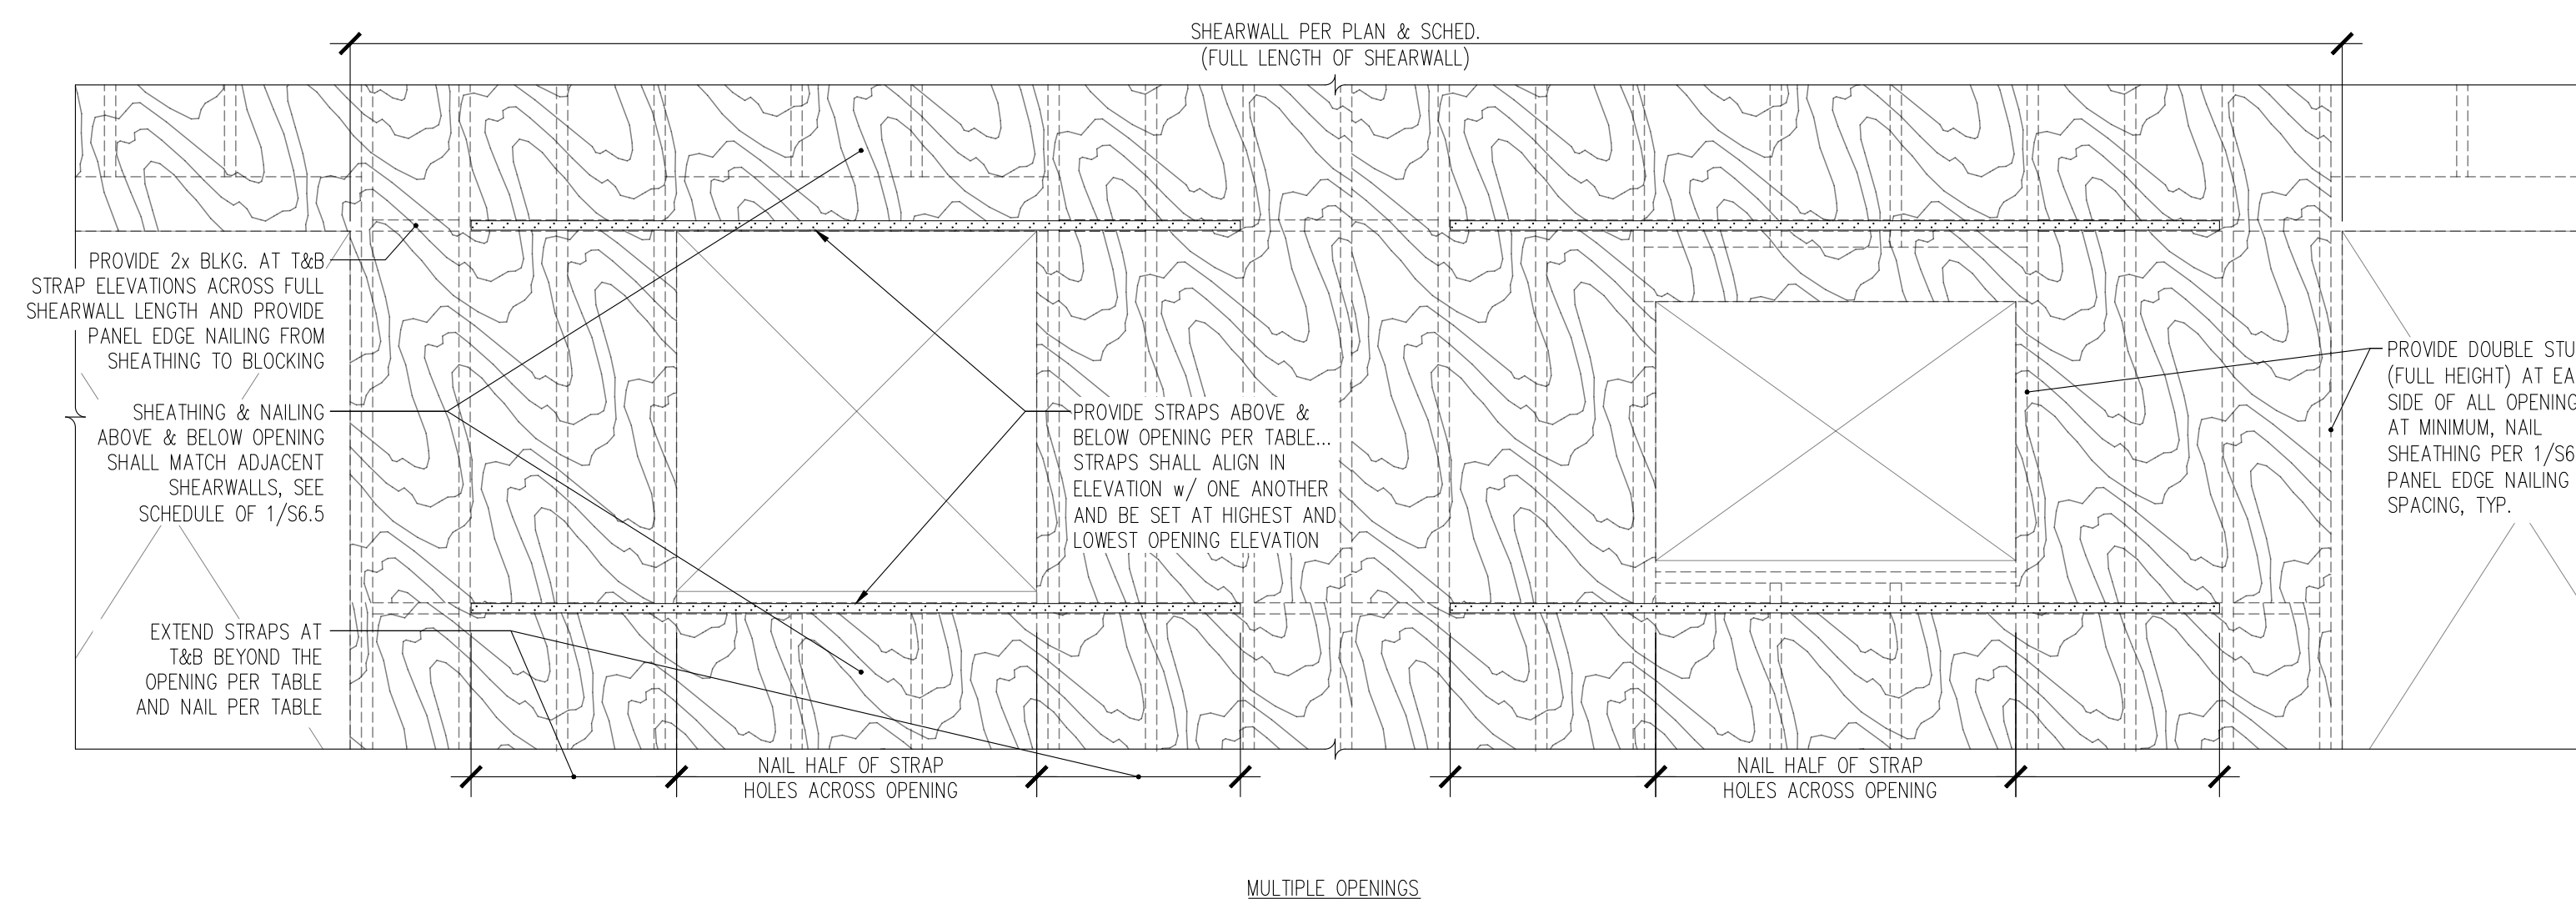 SHEARWALL PER PLAN & SCHED.
(FULL LENGTH OF SHEARWALL)
PROVIDE 2x BLKG. AT T&B
STRAP ELEVATIONS ACROSS FULL
SHEARWALL LENGTH AND PROVIDE
PANEL EDGE NAILING FROM
SHEATHING TO BLOCKING
SHEATHING & NAILING
ABOVE & BELOW OPENING
SHALL MATCH ADJACENT
SHEARWALLS, SEE
SCHEDULE OF 1/S6.5
EXTEND STRAPS AT
T&B BEYOND THE
OPENING PER TABLE
AND NAIL PER TABLE
PROVIDE STRAPS ABOVE &
BELOW OPENING PER TABLE...
STRAPS SHALL ALIGN IN
ELEVATION w/ ONE ANOTHER
AND BE SET AT HIGHEST AND
LOWEST OPENING ELEVATION
PROVIDE DOUBLE
(FULL HEIGHT) AT
SIDE OF ALL
AT MINIMUM, NAIL
SHEATHING PER
PANEL EDGE NAILING
SPACING, TYP.
NAIL HALF OF STRAP
HOLES ACROSS OPENING
NAIL HALF OF STRAP
HOLES ACROSS OPENING
MULTIPLE OPENINGS